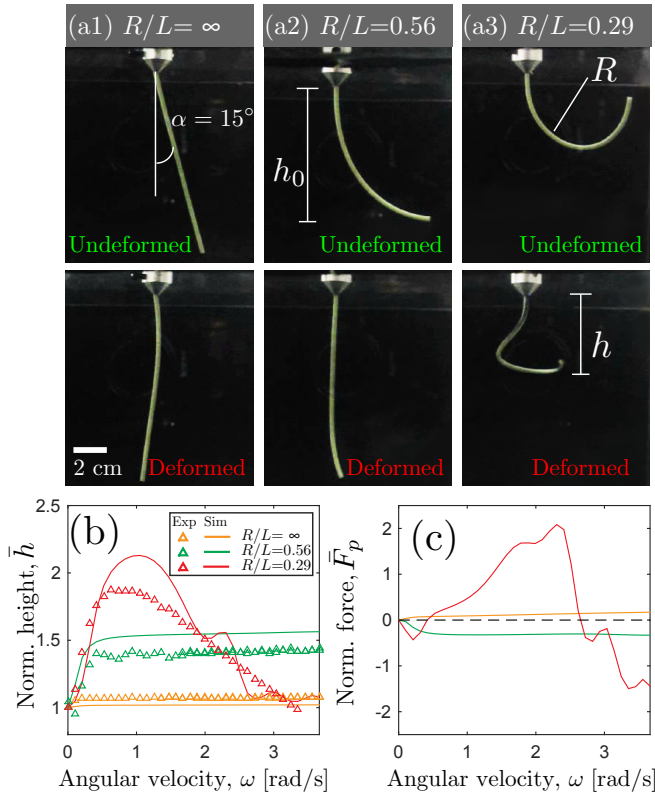 (a1) R/L= ∞
(a2) R/L=0.56
(a3) R/L=0.29
α = 15°
h₀
R
Undeformed
Undeformed
Undeformed
h
2 cm
Deformed
Deformed
Deformed
(b)
Exp Sim
R/L= ∞
R/L=0.56
R/L=0.29
Norm. height, h̄
2.5
2
1.5
1
0 1 2 3
Angular velocity, ω [rad/s]
(c)
Norm. force, F̄ₚ
2
1
0
-1
-2
0 1 2 3
Angular velocity, ω [rad/s]